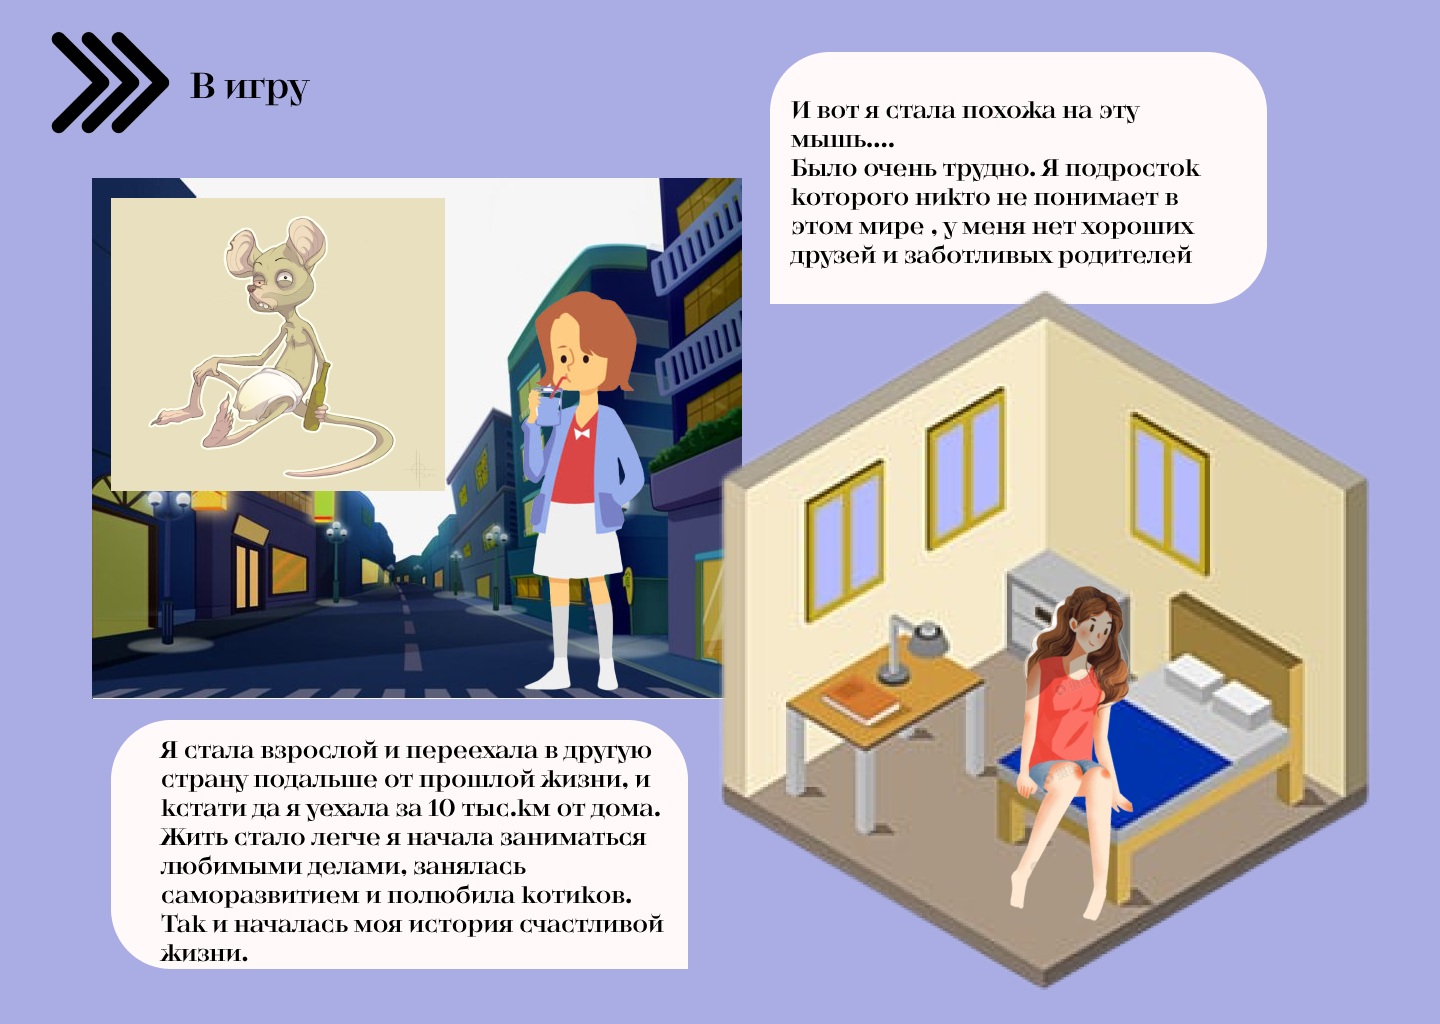 В игру
И вот я стала похожа на эту
мышь....
Было очень трудно. Я подросток
которого никто не понимает в
этом мире , у меня нет хороших
друзей и заботливых родителей
Я стала взрослой и переехала в другую
страну подальше от прошлой жизни, и
кстати да я уехала за 10 тыс.км от дома.
Жить стало легче я начала заниматься
любимыми делами, занялась
саморазвитием и полюбила котиков.
Так и началась моя история счастливой
жизни.